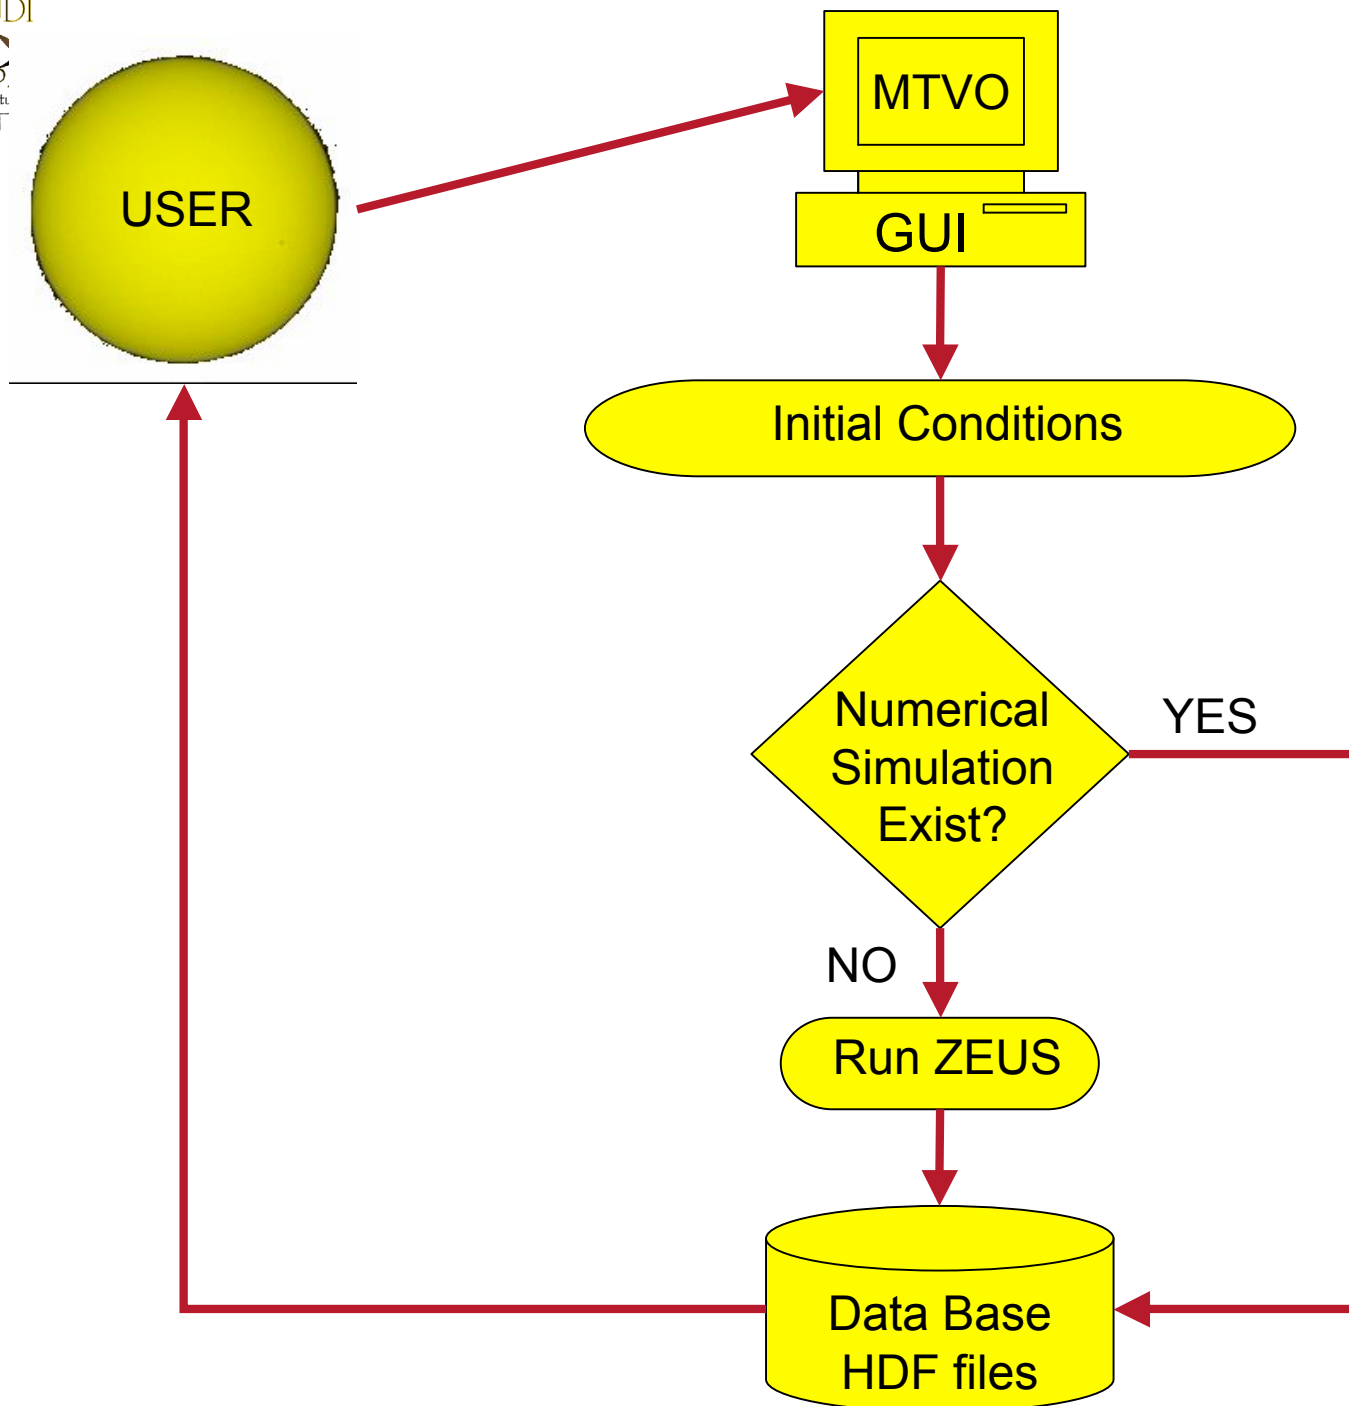 USER
MTVO
GUI
Initial Conditions
Numerical
Simulation
Exist?
YES
NO
Run ZEUS
Data Base
HDF files